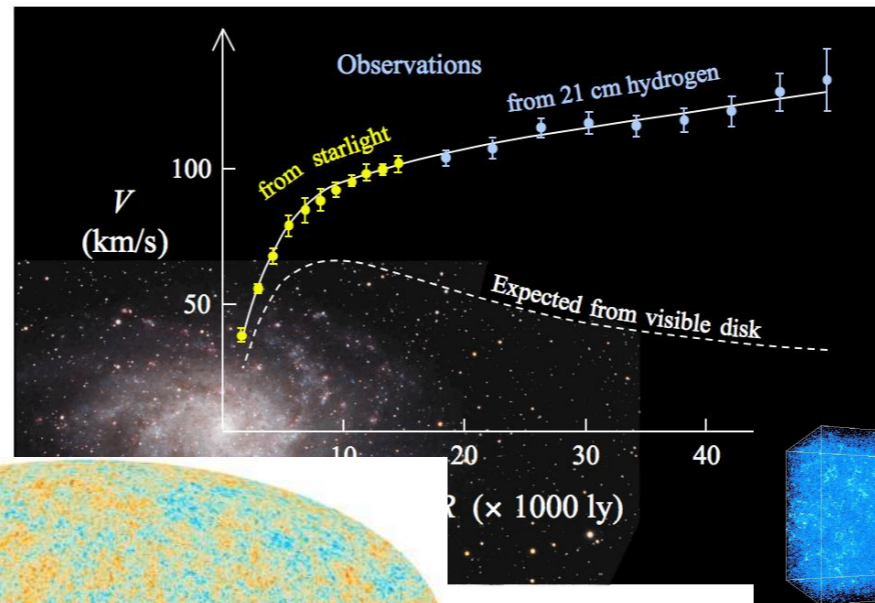 Observations
from 21 cm hydrogen
from starlight
100
V
(km/s)
50
Expected from visible disk
10
20
30
40
R (× 1000 ly)